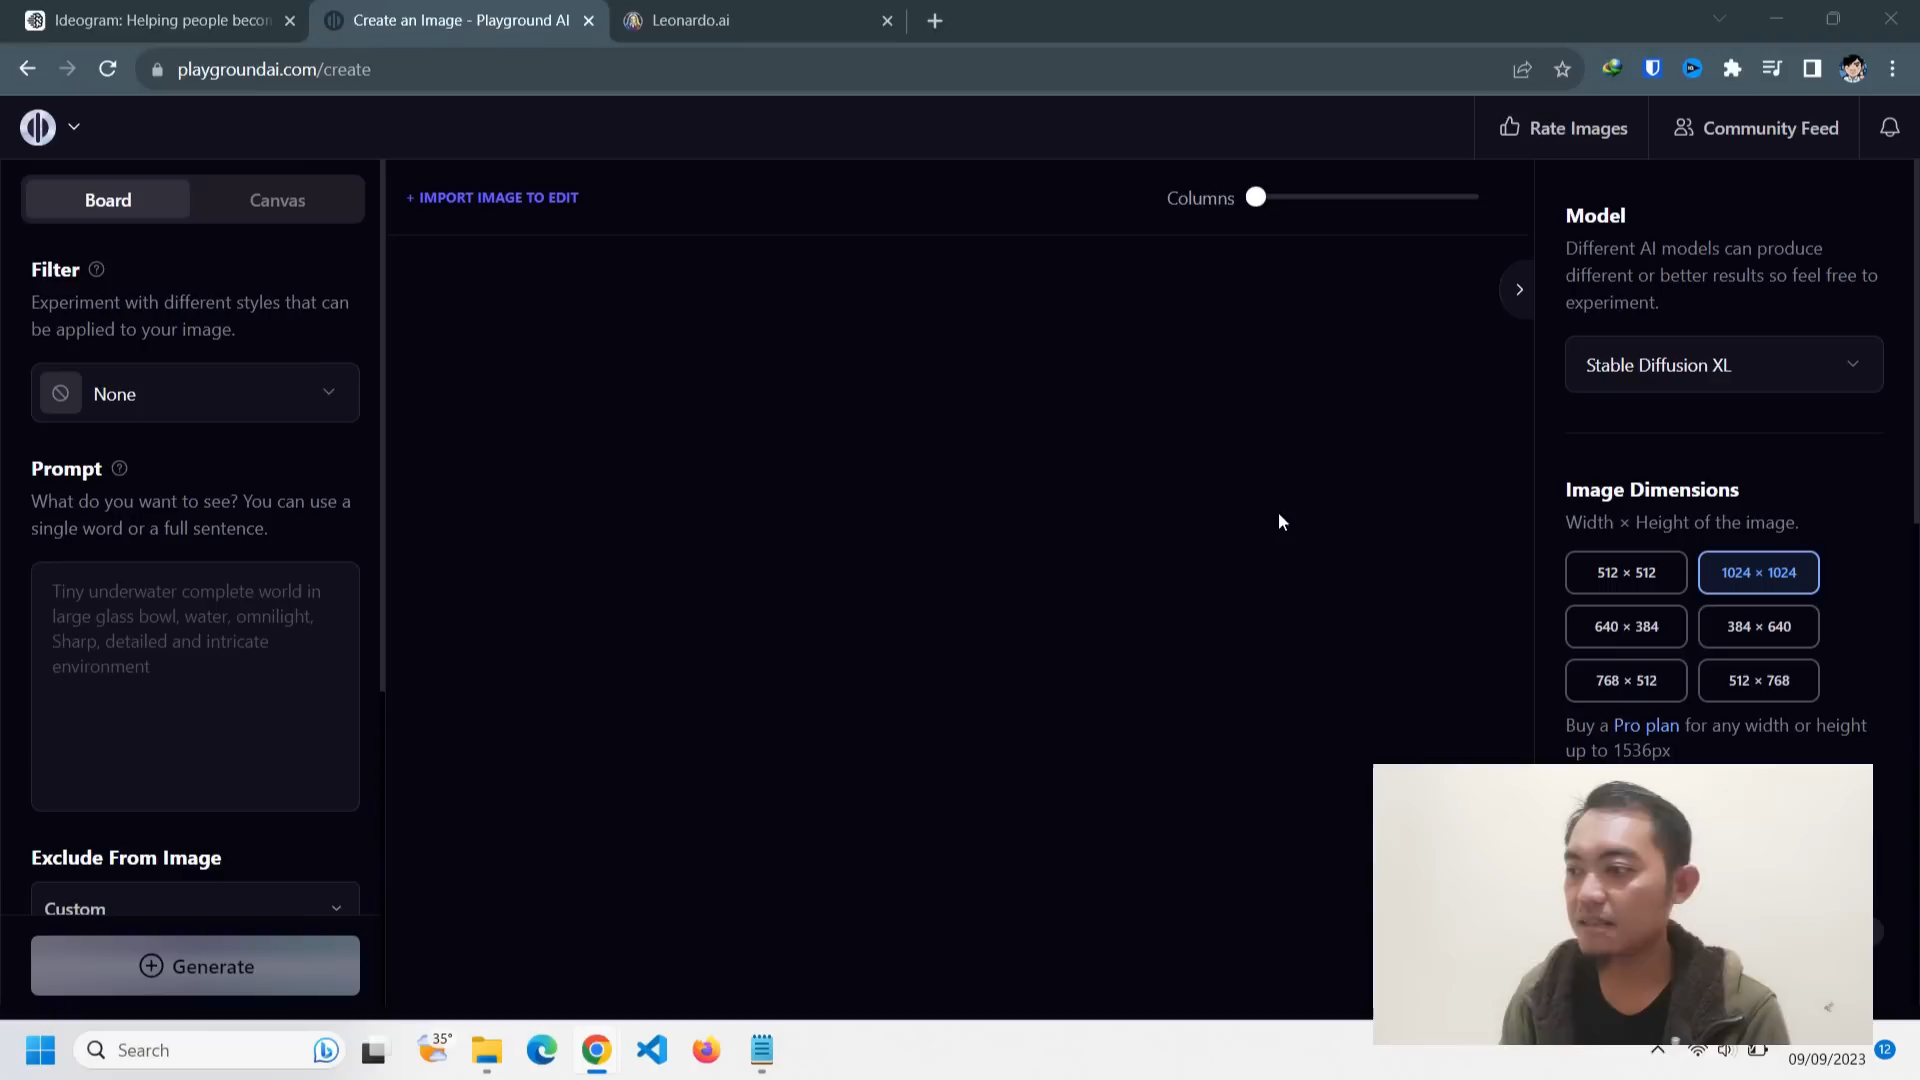 Ideogram: Helping people becon
Create an Image - Playground AI
Leonardo.ai
playgroundai.com/create
Rate Images
Community Feed
Board
Canvas
+ IMPORT IMAGE TO EDIT
Columns
Filter
Experiment with different styles that can
be applied to your image.
None
Prompt
What do you want to see? You can use a
single word or a full sentence.
Tiny underwater complete world in
large glass bowl, water, omnilight,
Sharp, detailed and intricate
environment
Exclude From Image
Custom
Generate
Model
Different AI models can produce
different or better results so feel free to
experiment.
Stable Diffusion XL
Image Dimensions
Width × Height of the image.
512 × 512
1024 × 1024
640 × 384
384 × 640
768 × 512
512 × 768
Buy a Pro plan for any width or height
up to 1536px
Search
35°
09/09/2023
12